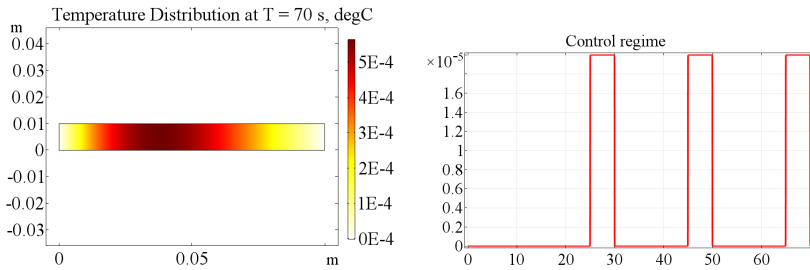 Temperature Distribution at T = 70 s, degC
m
0.04
0.03
0.02
0.01
0
-0.01
-0.02
-0.03
0
0.05
m
5E-4
4E-4
3E-4
2E-4
1E-4
0E-4
Control regime
×10⁻⁵
1.6
1.4
1.2
1
0.8
0.6
0.4
0.2
0
0
10
20
30
40
50
60